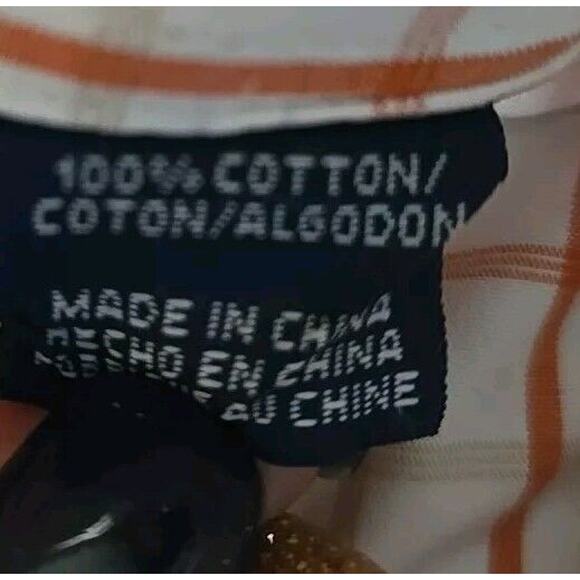 100% COTTON/
COTON/ALGODON
MADE IN CHINA
HECHO EN CHINA
AU CHINE